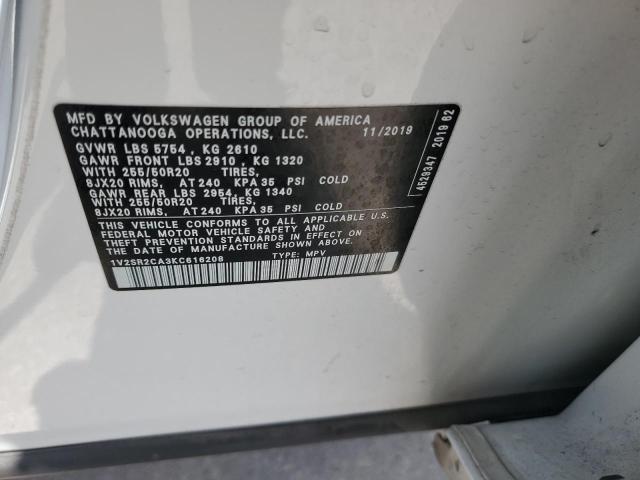 MFD BY VOLKSWAGEN GROUP OF AMERICA
CHATTANOOGA OPERATIONS, LLC. 11/2019
GVWR LBS 5754 , KG 2610
GAWR FRONT LBS 2910 , KG 1320
WITH 255/50R20 TIRES,
8JX20 RIMS, AT 240 KPA 35 PSI COLD
GAWR REAR LBS 2954, KG 1340
WITH 255/50R20 TIRES,
8JX20 RIMS, AT 240 KPA 35 PSI COLD
THIS VEHICLE CONFORMS TO ALL APPLICABLE U.S.
FEDERAL MOTOR VEHICLE SAFETY AND
THEFT PREVENTION STANDARDS IN EFFECT ON
THE DATE OF MANUFACTURE SHOWN ABOVE.
1V2SR2CA3KC616208 TYPE: MPV
4629347 2019 62